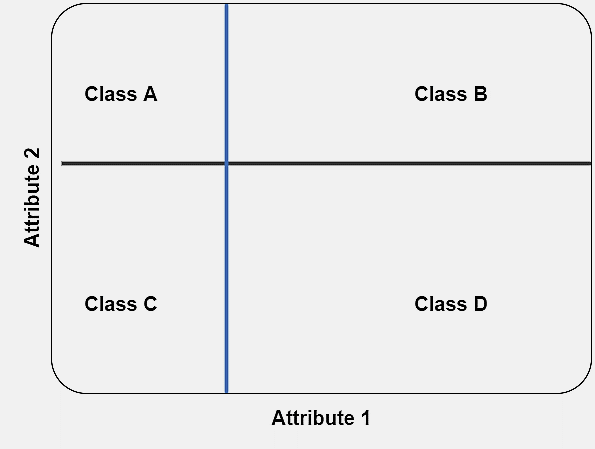 Class A
Class B
Attribute 2
Class C
Class D
Attribute 1